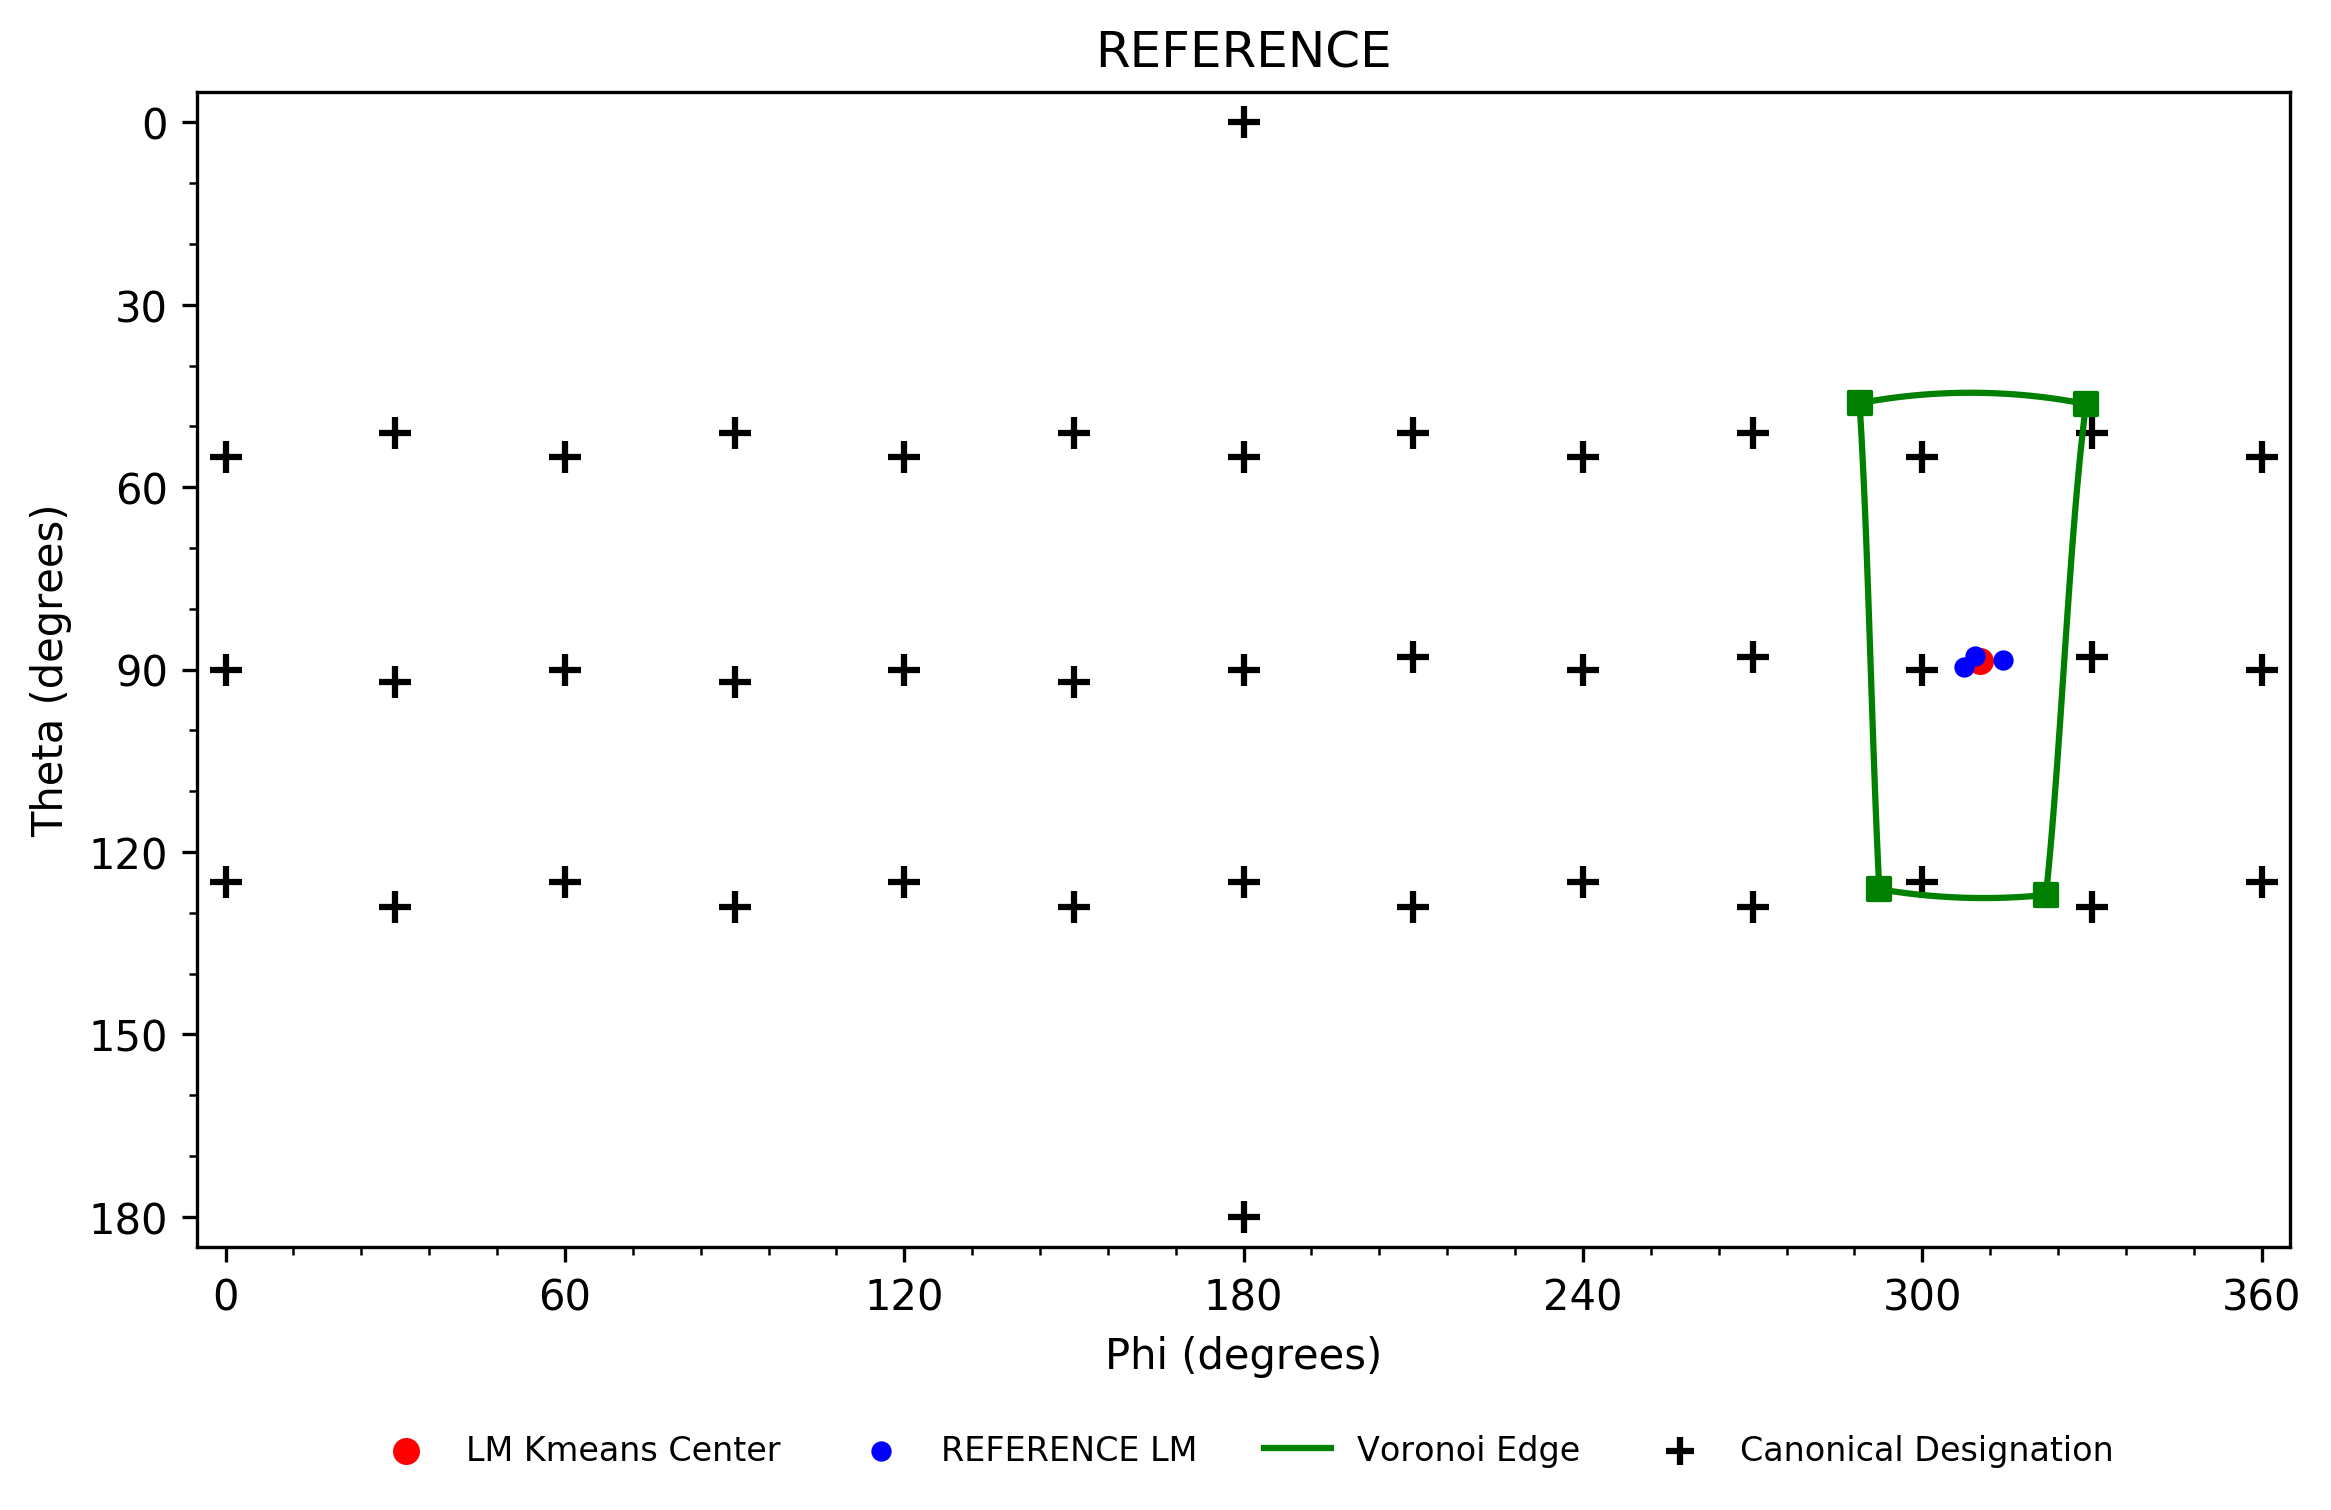 REFERENCE
0
30
60
90
120
150
180
Theta (degrees)
0 60 120 180 240 300 360
Phi (degrees)
LM Kmeans Center REFERENCE LM Voronoi Edge Canonical Designation